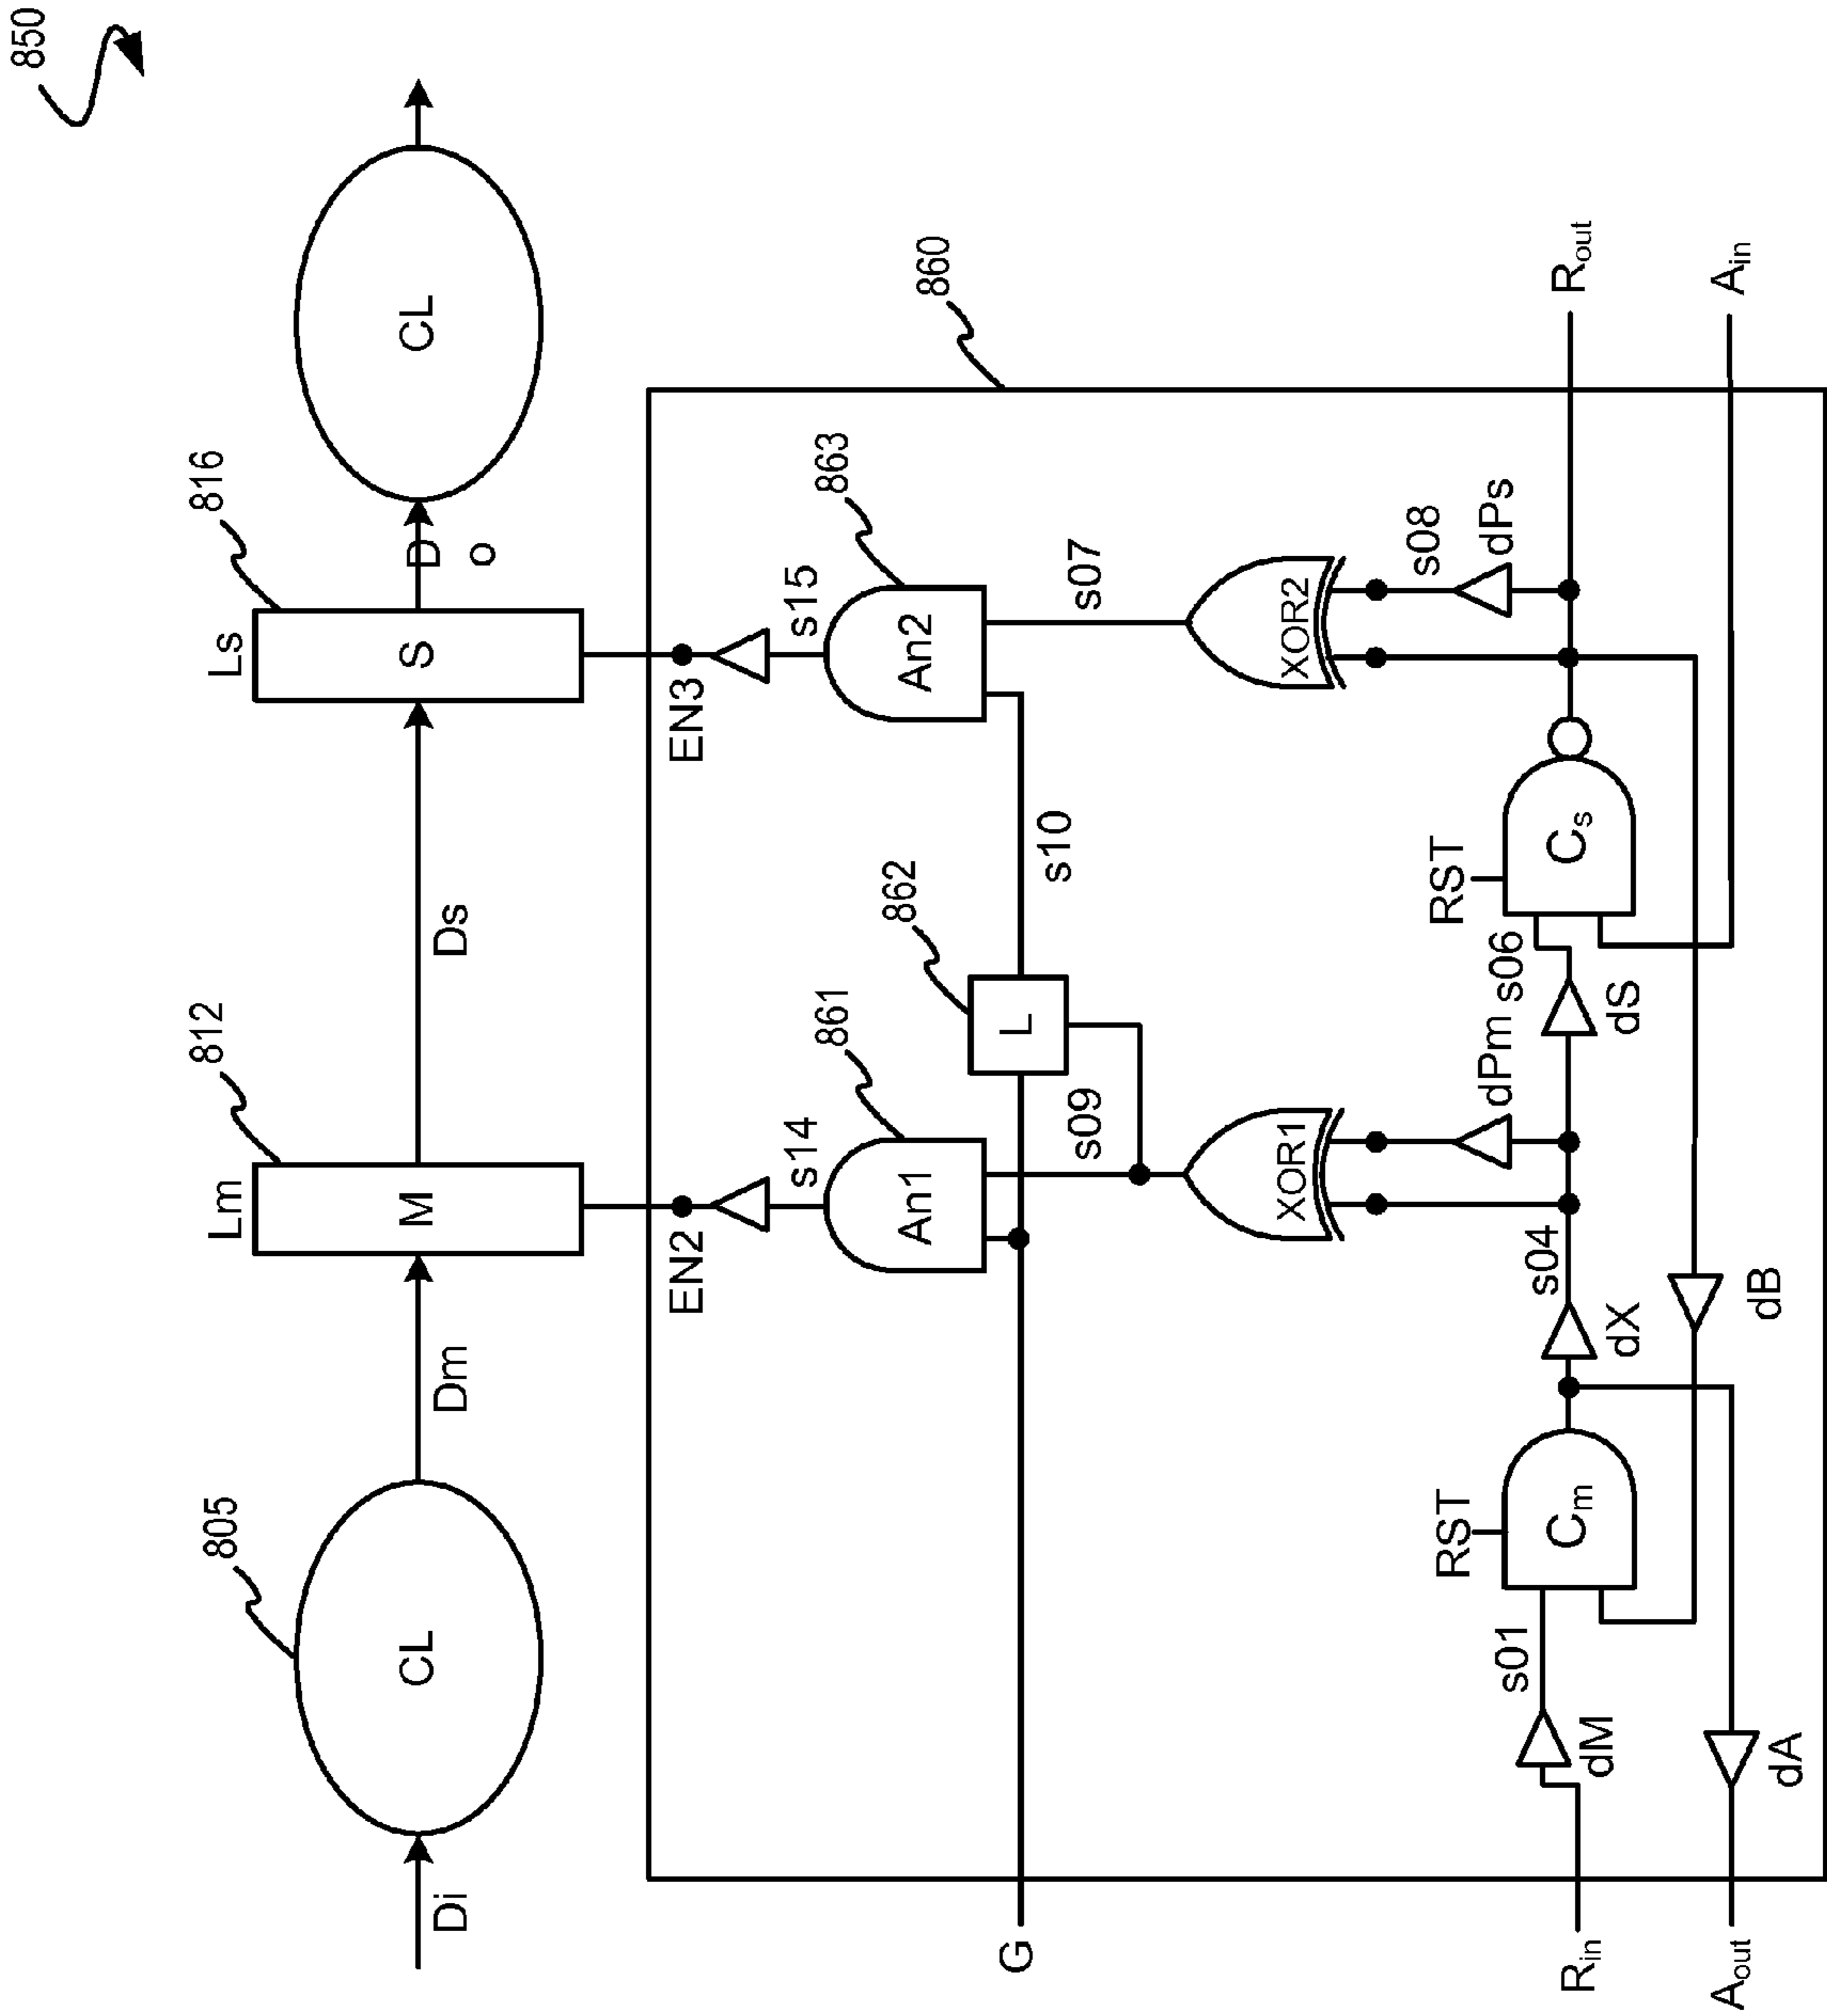 850
805
CL
Di
Dm
812
Lm
M
Ds
816
Ls
S
D
o
CL
860
EN2
s14
861
An1
EN3
s15
863
An2
G
862
L
s09
s10
s07
XOR1
XOR2
dPm
s08
dPs
Rin
dM
s01
RST
Cm
dX
s04
dS
s06
RST
Cs
Rout
Aout
dA
dB
Ain